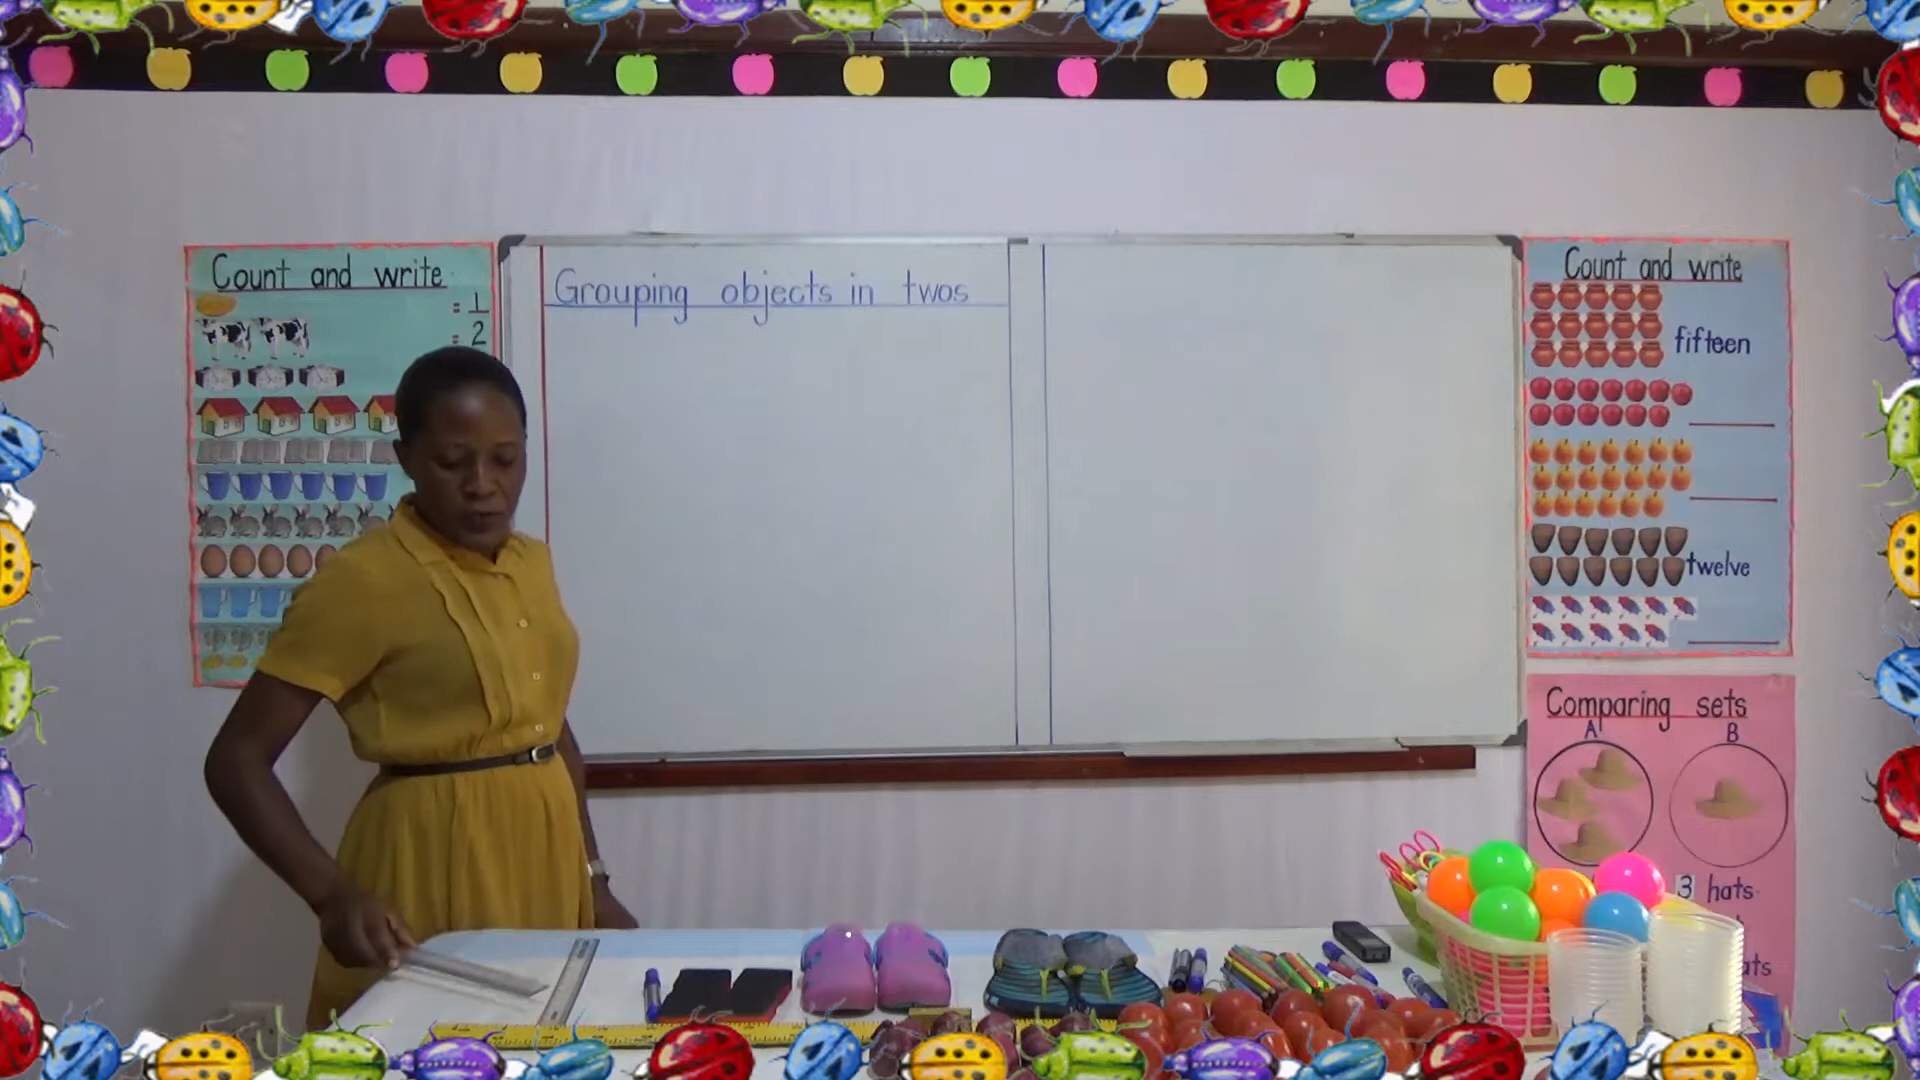 Count and write
= 1
= 2
Grouping objects in twos
Count and write
fifteen
twelve
Comparing sets
A B
3 hats